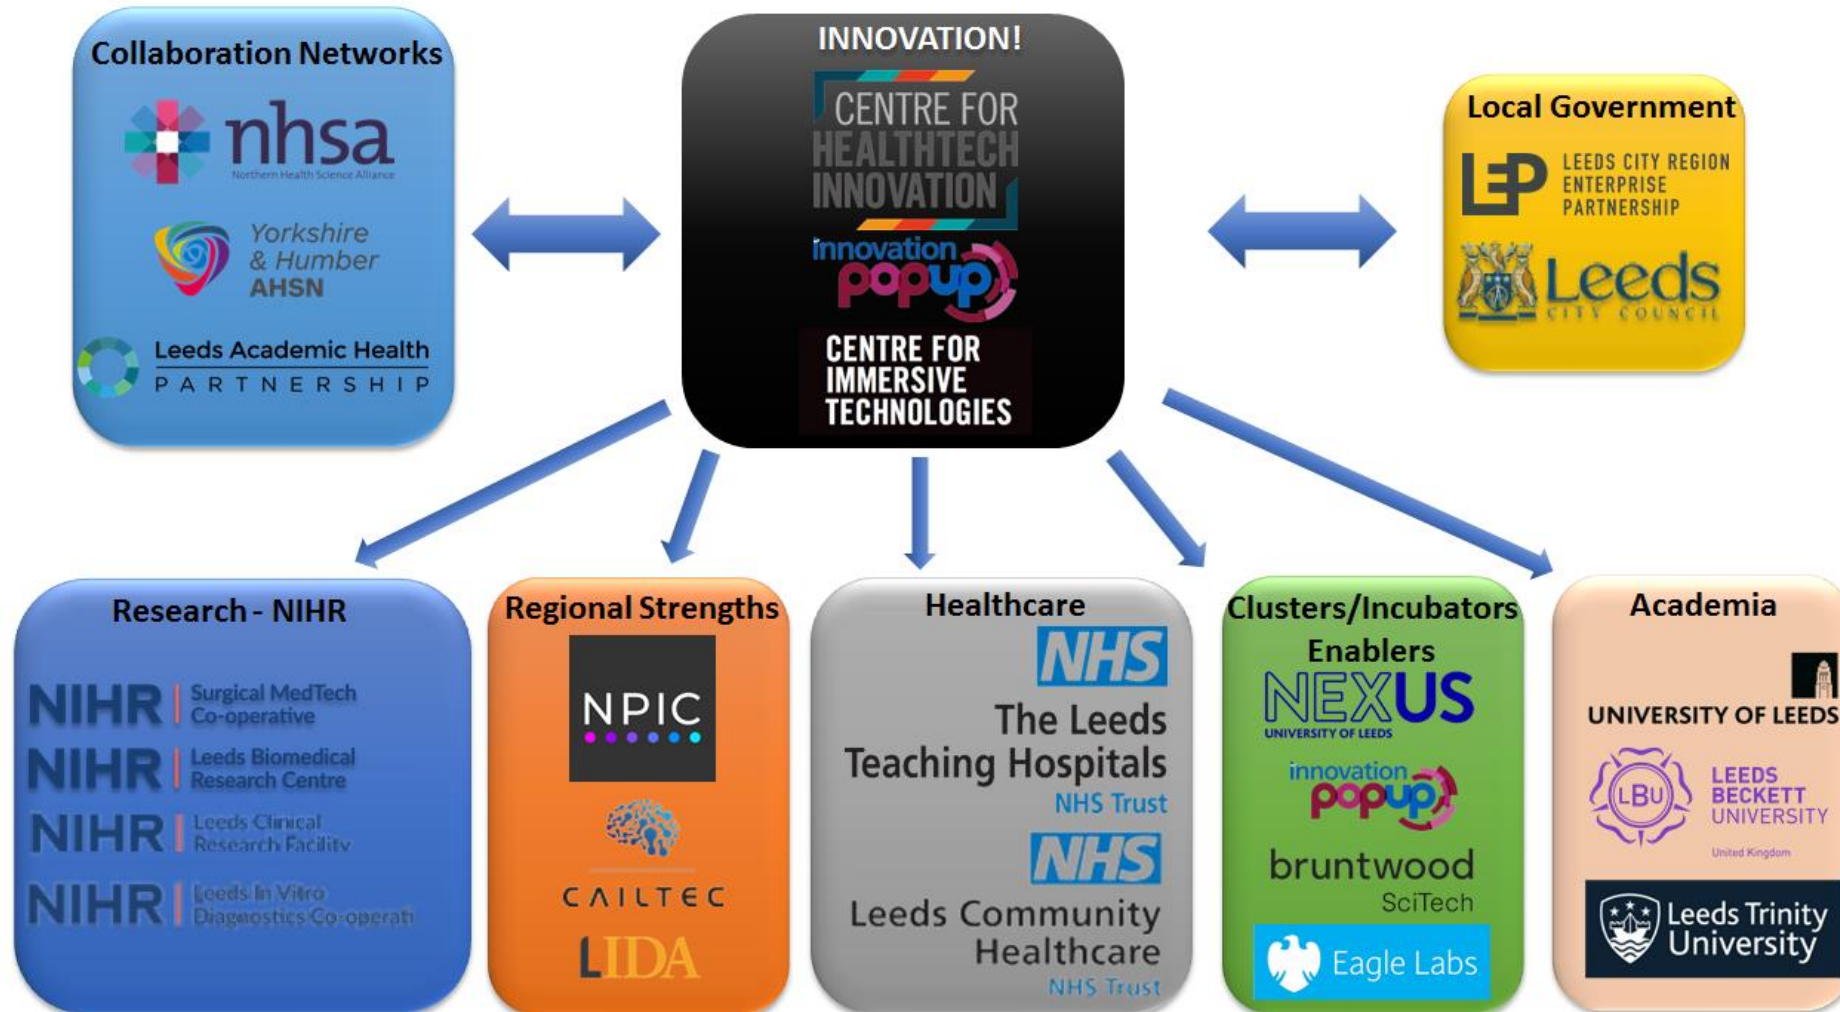 Collaboration Networks
nhsa
Northern Health Science Alliance
Yorkshire
& Humber
AHSN
Leeds Academic Health
PARTNERSHIP
INNOVATION!
CENTRE FOR
HEALTHTECH
INNOVATION
innovation
popup
CENTRE FOR
IMMERSIVE
TECHNOLOGIES
Local Government
LEP
LEEDS CITY REGION
ENTERPRISE
PARTNERSHIP
Leeds
CITY COUNCIL
Research - NIHR
NIHR | Surgical MedTech
Co-operative
NIHR | Leeds Biomedical
Research Centre
NIHR | Leeds Clinical
Research Facility
NIHR | Leeds In Vitro
Diagnostics Co-operati
Regional Strengths
NPIC
CAILTEC
LIDA
Healthcare
NHS
The Leeds
Teaching Hospitals
NHS Trust
NHS
Leeds Community
Healthcare
NHS Trust
Clusters/Incubators
Enablers
NEXUS
UNIVERSITY OF LEEDS
innovation
popup
bruntwood
SciTech
Eagle Labs
Academia
UNIVERSITY OF LEEDS
LBU
LEEDS
BECKETT
UNIVERSITY
United Kingdom
Leeds Trinity
University